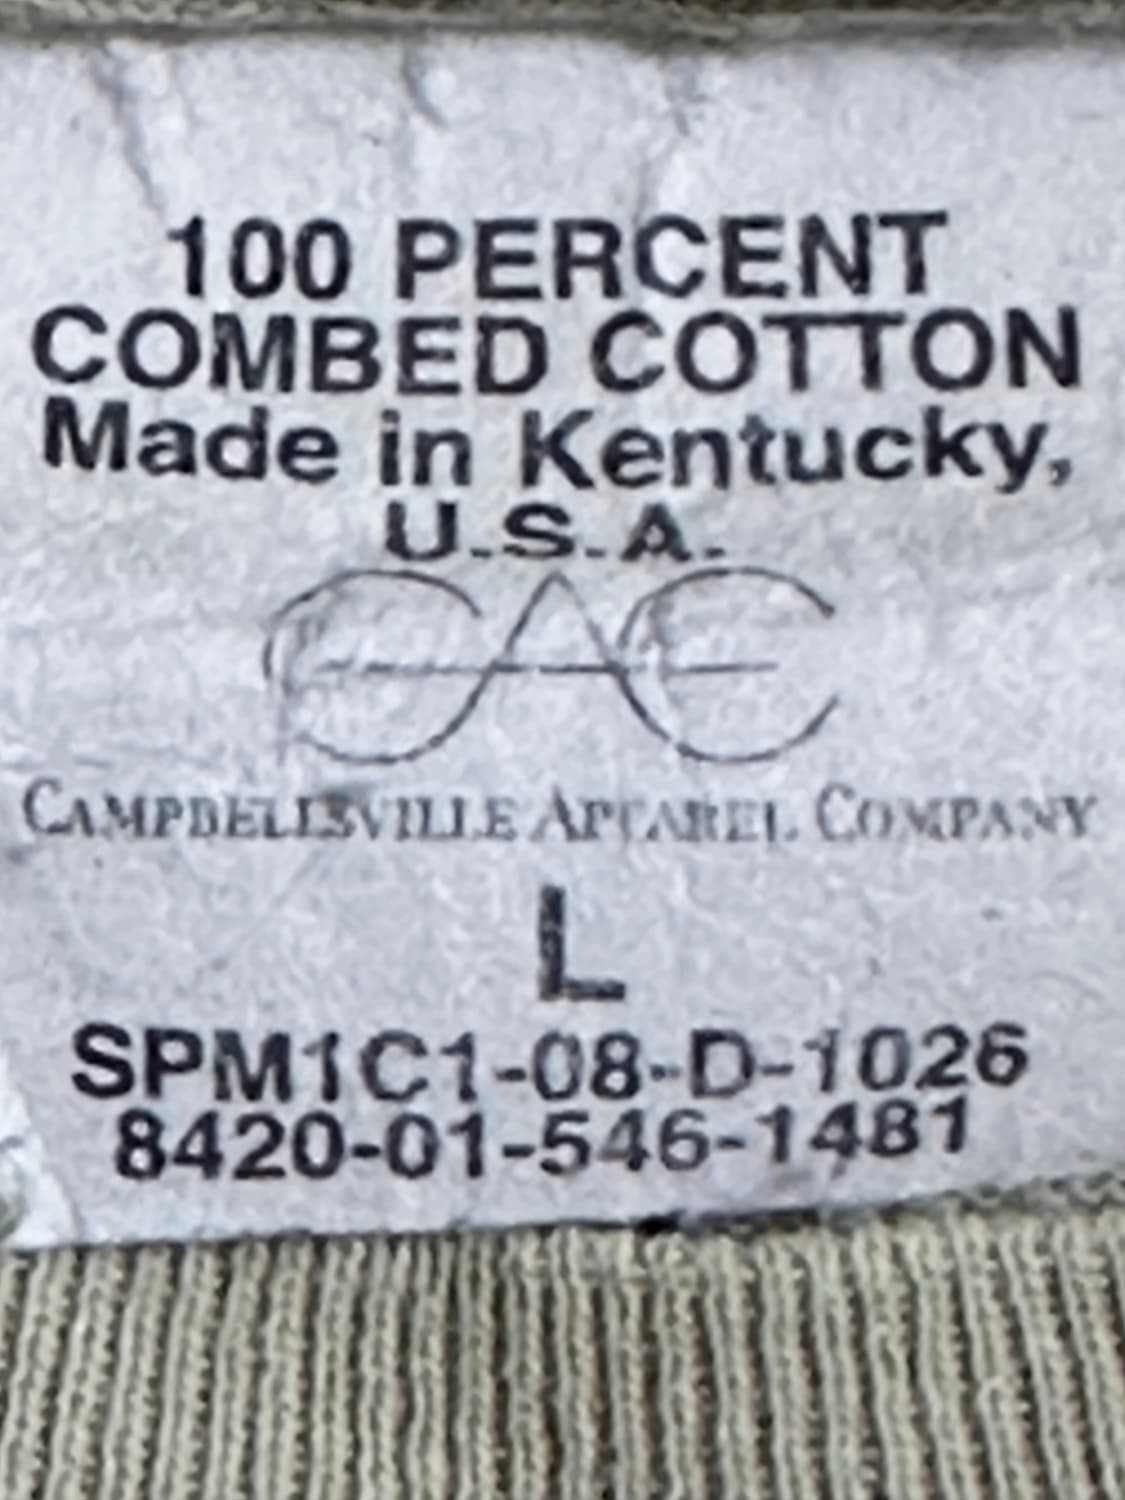 100 PERCENT
COMBED COTTON
Made in Kentucky,
U.S.A.
CAC
CAMPBELLSVILLE APPAREL COMPANY
L
SPM1C1-08-D-1026
8420-01-546-1481